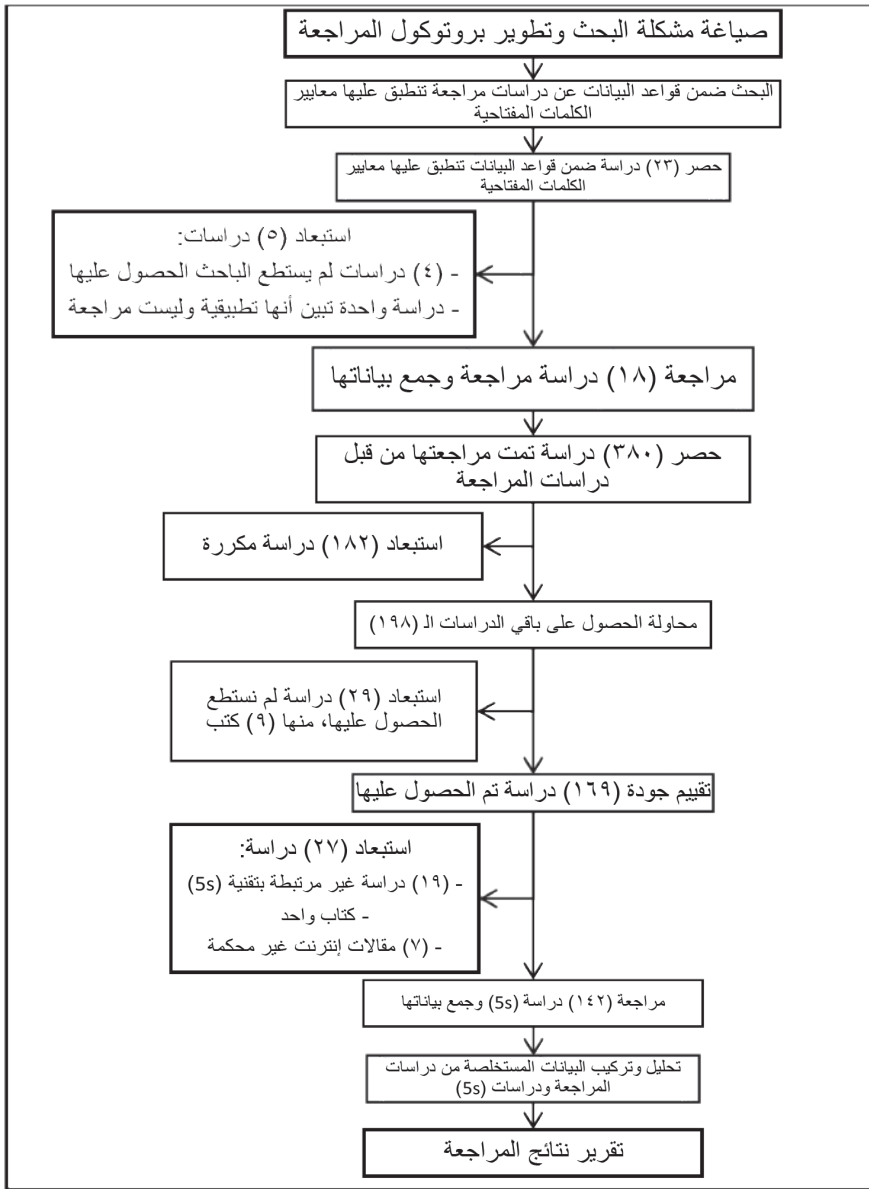 صياغة مشكلة البحث وتطوير بروتوكول المراجعة
البحث ضمن قواعد البيانات عن دراسات مراجعة تنطبق عليها معايير
الكلمات المفتاحية
حصر (٢٣) دراسة ضمن قواعد البيانات تنطبق عليها معايير
الكلمات المفتاحية
استبعاد (٥) دراسات:
- (٤) دراسات لم يستطع الباحث الحصول عليها
- دراسة واحدة تبين أنها تطبيقية وليست مراجعة
مراجعة (١٨) دراسة مراجعة وجمع بياناتها
حصر (٣٨٠) دراسة تمت مراجعتها من قبل
دراسات المراجعة
استبعاد (١٨٢) دراسة مكررة
محاولة الحصول على باقي الدراسات الـ (١٩٨)
استبعاد (٢٩) دراسة لم نستطع
الحصول عليها، منها (٩) كتب
تقييم جودة (١٦٩) دراسة تم الحصول عليها
استبعاد (٢٧) دراسة:
- (١٩) دراسة غير مرتبطة بتقنية (5s)
- كتاب واحد
- (٧) مقالات إنترنت غير محكمة
مراجعة (١٤٢) دراسة (5s) وجمع بياناتها
تحليل وتركيب البيانات المستخلصة من دراسات
المراجعة ودراسات (5s)
تقرير نتائج المراجعة